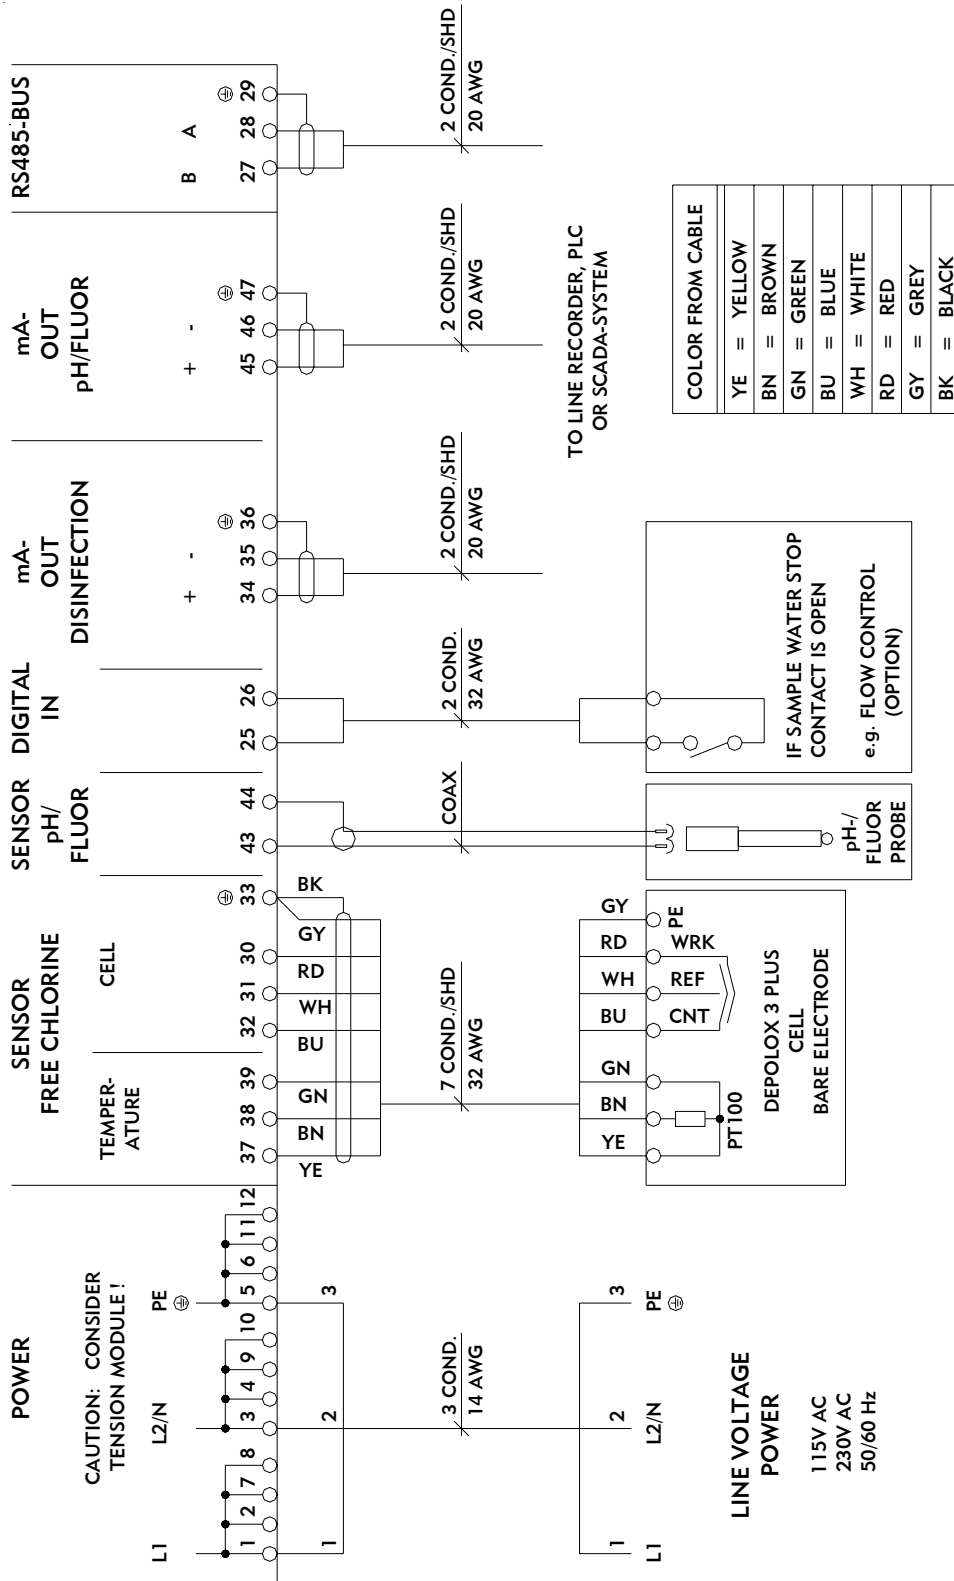 POWER
CAUTION: CONSIDER
TENSION MODULE !
L1
L2/N
PE
1 2 7 8 3 4 9 10 5 6 11 12
1 2 3
3 COND.
14 AWG
1 2 3
L1
L2/N
PE
LINE VOLTAGE
POWER
115V AC
230V AC
50/60 Hz
SENSOR
FREE CHLORINE
TEMPER-
ATURE
CELL
37 38 39 32 31 30 33
YE
BN
GN
BU
WH
RD
GY
BK
7 COND./SHD
32 AWG
YE
BN
GN
BU
WH
RD
GY
PT100
CNT
REF
WRK
PE
DEPOLOX 3 PLUS
CELL
BARE ELECTRODE
SENSOR
pH/
FLUOR
43 44
COAX
pH-/
FLUOR
PROBE
DIGITAL
IN
25 26
2 COND.
32 AWG
IF SAMPLE WATER STOP
CONTACT IS OPEN
e.g. FLOW CONTROL
(OPTION)
mA-
OUT
DISINFECTION
+ -
34 35 36
2 COND./SHD
20 AWG
mA-
OUT
pH/FLUOR
+ -
45 46 47
2 COND./SHD
20 AWG
TO LINE RECORDER, PLC
OR SCADA-SYSTEM
RS485-BUS
B A
27 28 29
2 COND./SHD
20 AWG
COLOR FROM CABLE
YE = YELLOW
BN = BROWN
GN = GREEN
BU = BLUE
WH = WHITE
RD = RED
GY = GREY
BK = BLACK